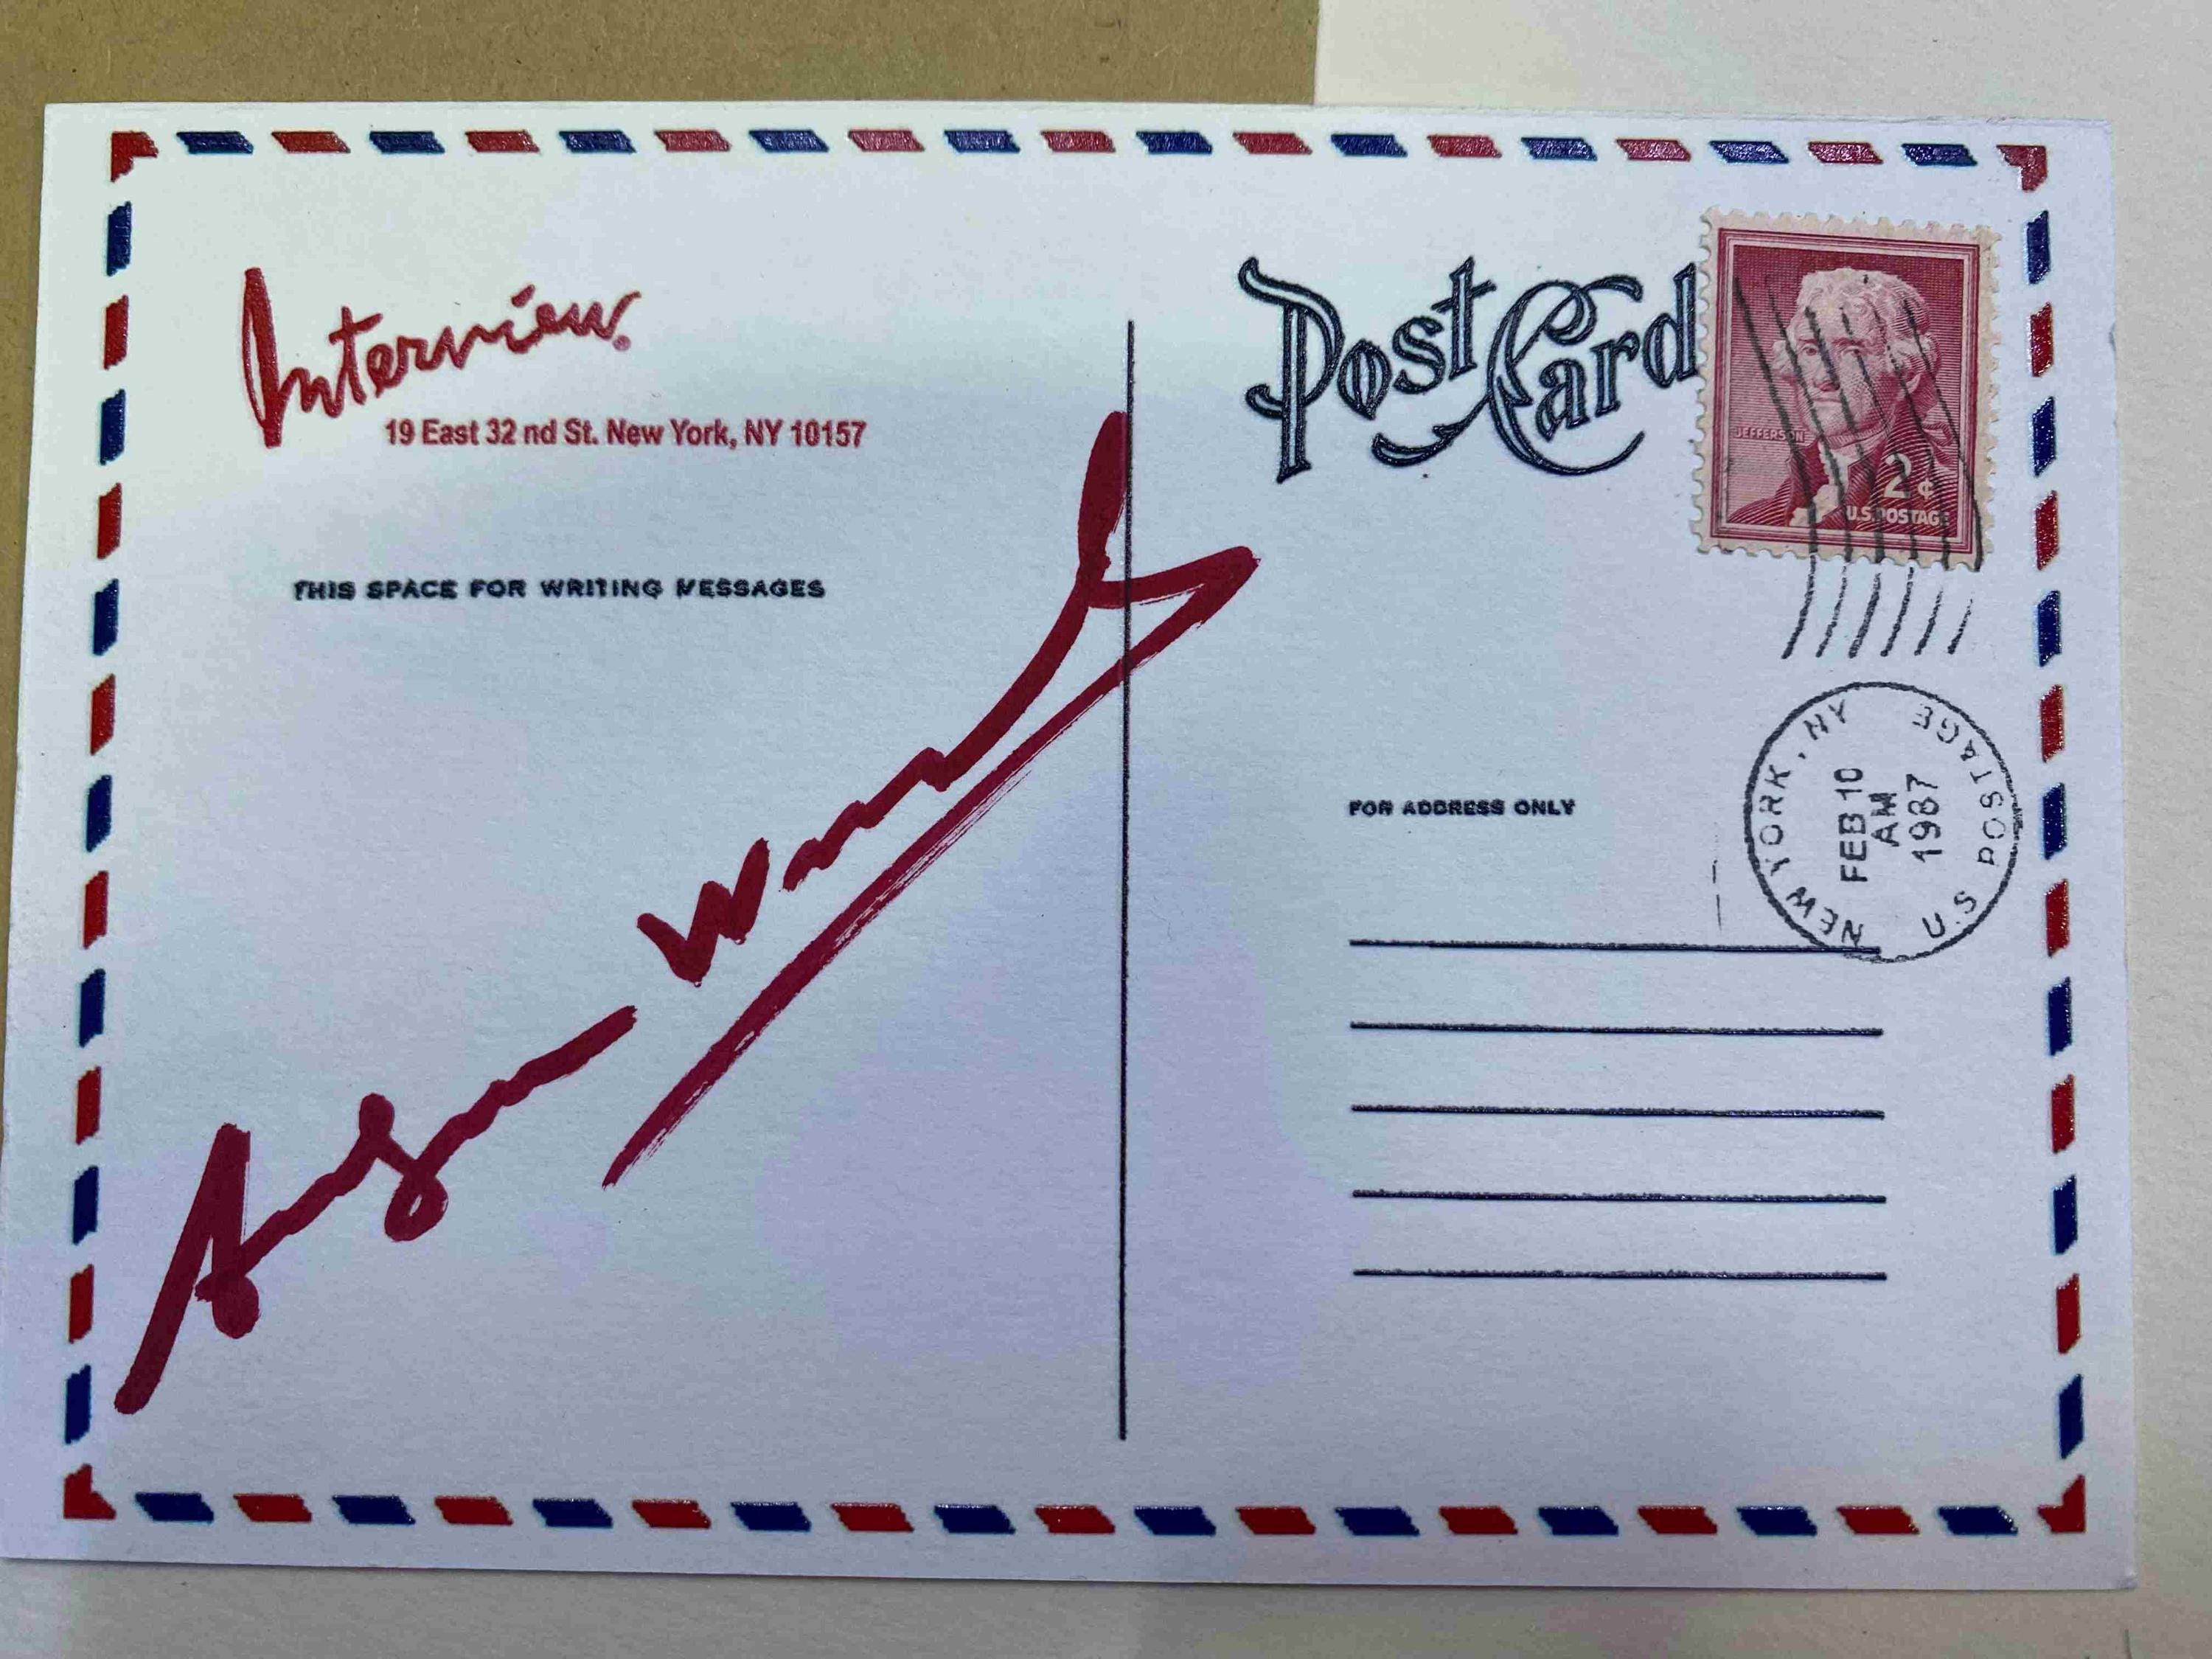 Interview
19 East 32 nd St. New York, NY 10157
THIS SPACE FOR WRITING MESSAGES
Post Card
JEFFERSON
2¢
U.S. POSTAGE
NEW YORK, NY
FEB 10
AM
1987
U.S POSTAGE
FOR ADDRESS ONLY